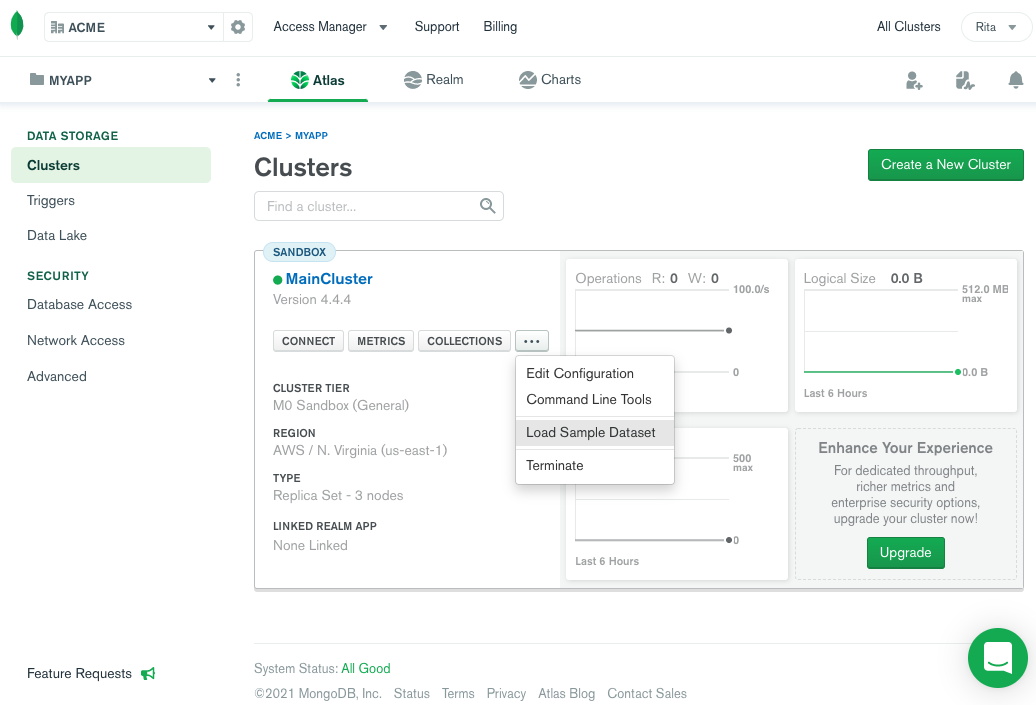 ACME
Access Manager
Support
Billing
All Clusters
Rita
MYAPP
Atlas
Realm
Charts
DATA STORAGE
Clusters
Triggers
Data Lake
SECURITY
Database Access
Network Access
Advanced
Feature Requests
ACME > MYAPP
Clusters
Create a New Cluster
Find a cluster...
SANDBOX
MainCluster
Version 4.4.4
CONNECT
METRICS
COLLECTIONS
...
Edit Configuration
Command Line Tools
Load Sample Dataset
Terminate
CLUSTER TIER
M0 Sandbox (General)
REGION
AWS / N. Virginia (us-east-1)
TYPE
Replica Set - 3 nodes
LINKED REALM APP
None Linked
Operations R: 0 W: 0
100.0/s
0
Logical Size 0.0 B
512.0 MB
max
0.0 B
Last 6 Hours
0
500
max
0
Last 6 Hours
Enhance Your Experience
For dedicated throughput,
richer metrics and
enterprise security options,
upgrade your cluster now!
Upgrade
System Status: All Good
©2021 MongoDB, Inc. Status Terms Privacy Atlas Blog Contact Sales